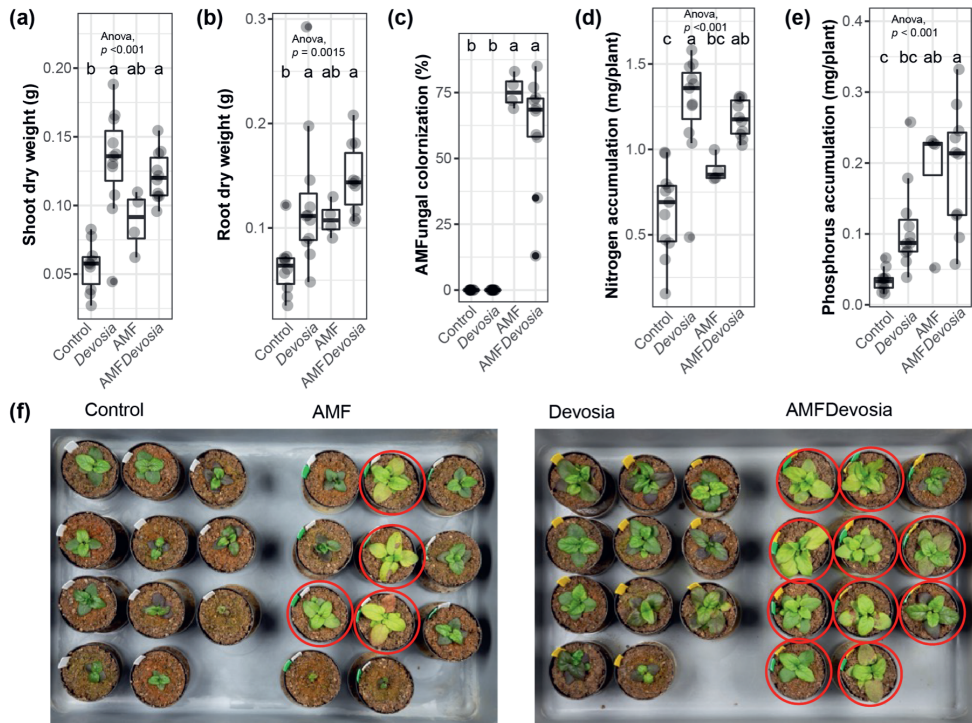 (a)
Shoot dry weight (g)
Anova,
p <0.001
b a ab a
0.20
0.15
0.10
0.05
Control
Devosia
AMF
AMFDevosia
(b)
Root dry weight (g)
Anova,
p = 0.0015
b a ab a
0.3
0.2
0.1
Control
Devosia
AMF
AMFDevosia
(c)
AMFungal colornization (%)
b b a a
75
50
25
0
Control
Devosia
AMF
AMFDevosia
(d)
Nitrogen accumulation (mg/plant)
Anova,
p <0.001
c a bc ab
1.5
1.0
0.5
Control
Devosia
AMF
AMFDevosia
(e)
Phosphorus accumulation (mg/plant)
Anova,
p < 0.001
c bc ab a
0.4
0.3
0.2
0.1
0.0
Control
Devosia
AMF
AMFDevosia
(f)
Control AMF Devosia AMFDevosia